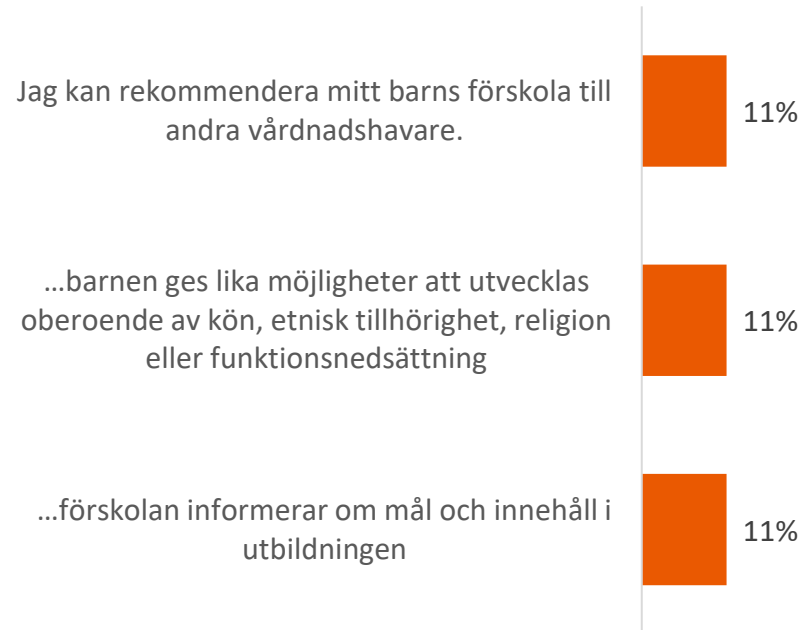 Jag kan rekommendera mitt barns förskola till
andra vårdnadshavare.
11%
…barnen ges lika möjligheter att utvecklas
oberoende av kön, etnisk tillhörighet, religion
eller funktionsnedsättning
11%
…förskolan informerar om mål och innehåll i
utbildningen
11%